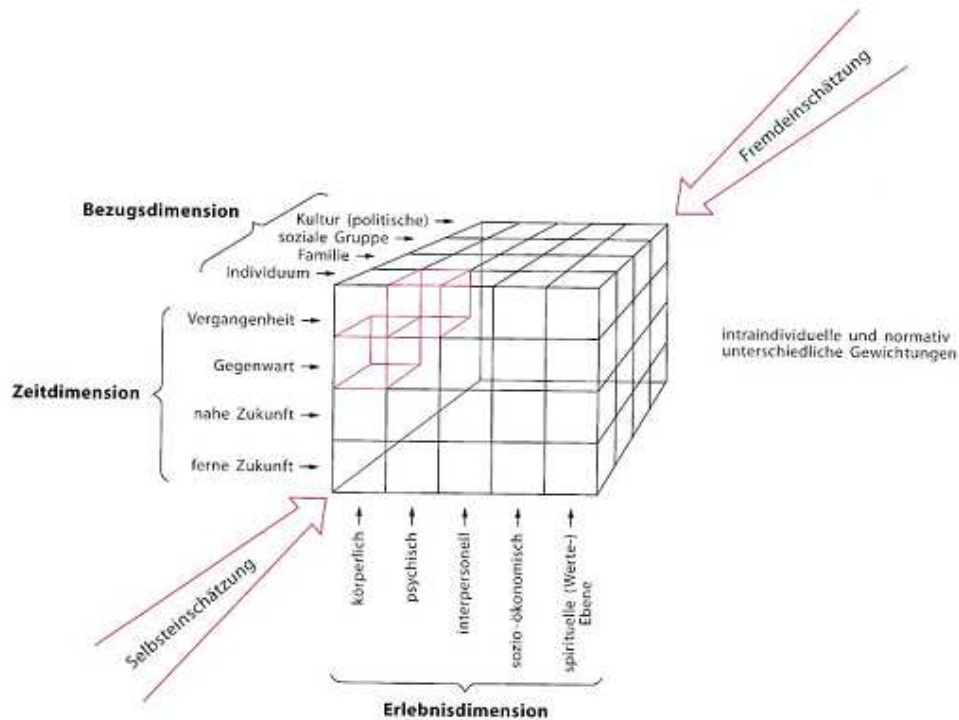 Fremdeinschätzung
Bezugsdimension
Kultur (politische)
soziale Gruppe
Familie
Individuum
Vergangenheit
Gegenwart
Zeitdimension
nahe Zukunft
ferne Zukunft
intraindividuelle und normativ
unterschiedliche Gewichtungen
Selbsteinschätzung
körperlich
psychisch
interpersonell
sozio-ökonomisch
spirituelle (Werte-)
Ebene
Erlebnisdimension